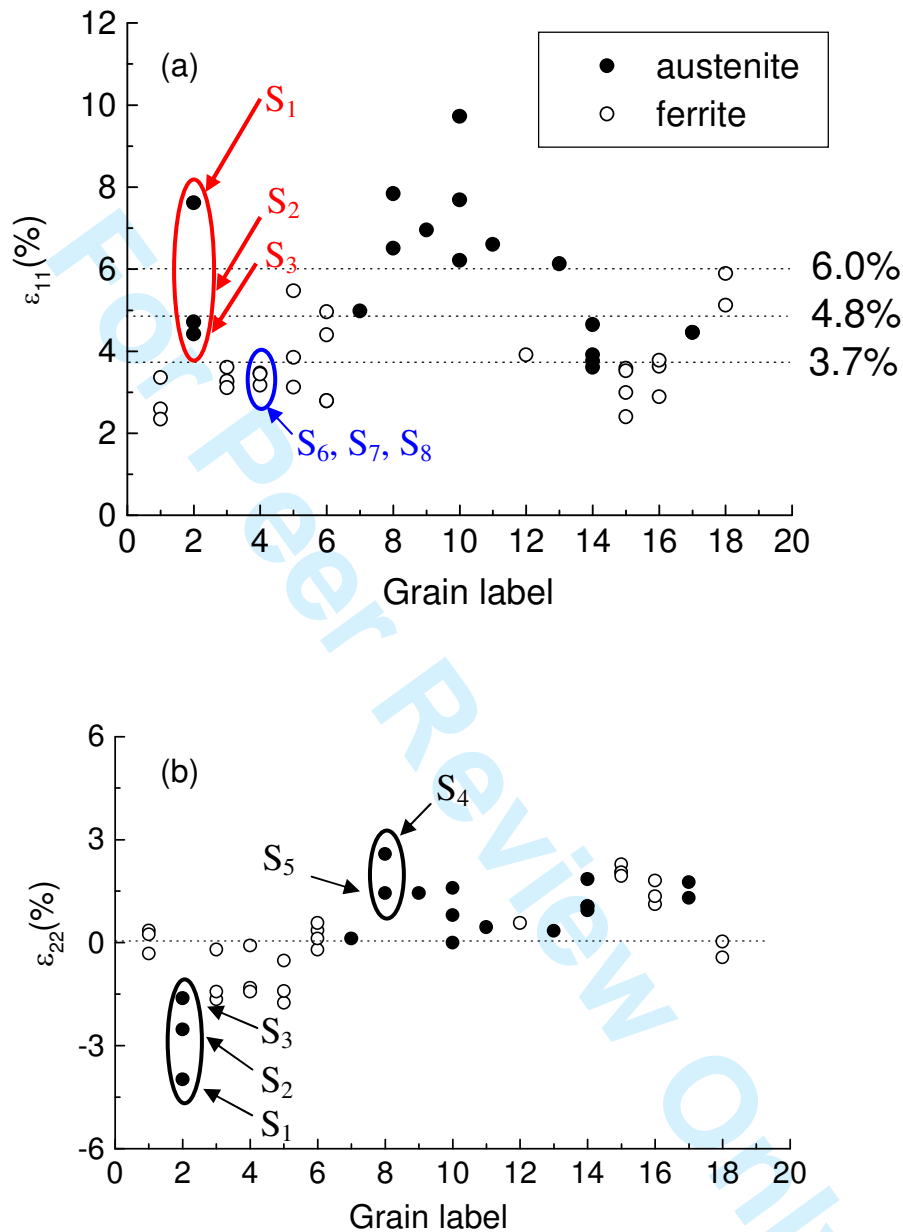 12
(a)
austenite
ferrite
S₁
10
8
S₂
S₃
6
6.0%
4.8%
4
3.7%
S₆, S₇, S₈
2
0
ε₁₁(%)
0 2 4 6 8 10 12 14 16 18 20
Grain label
6
(b)
S₄
3
S₅
0
ε₂₂(%)
S₃
-3
S₂
S₁
-6
0 2 4 6 8 10 12 14 16 18 20
Grain label
For Peer Review Only